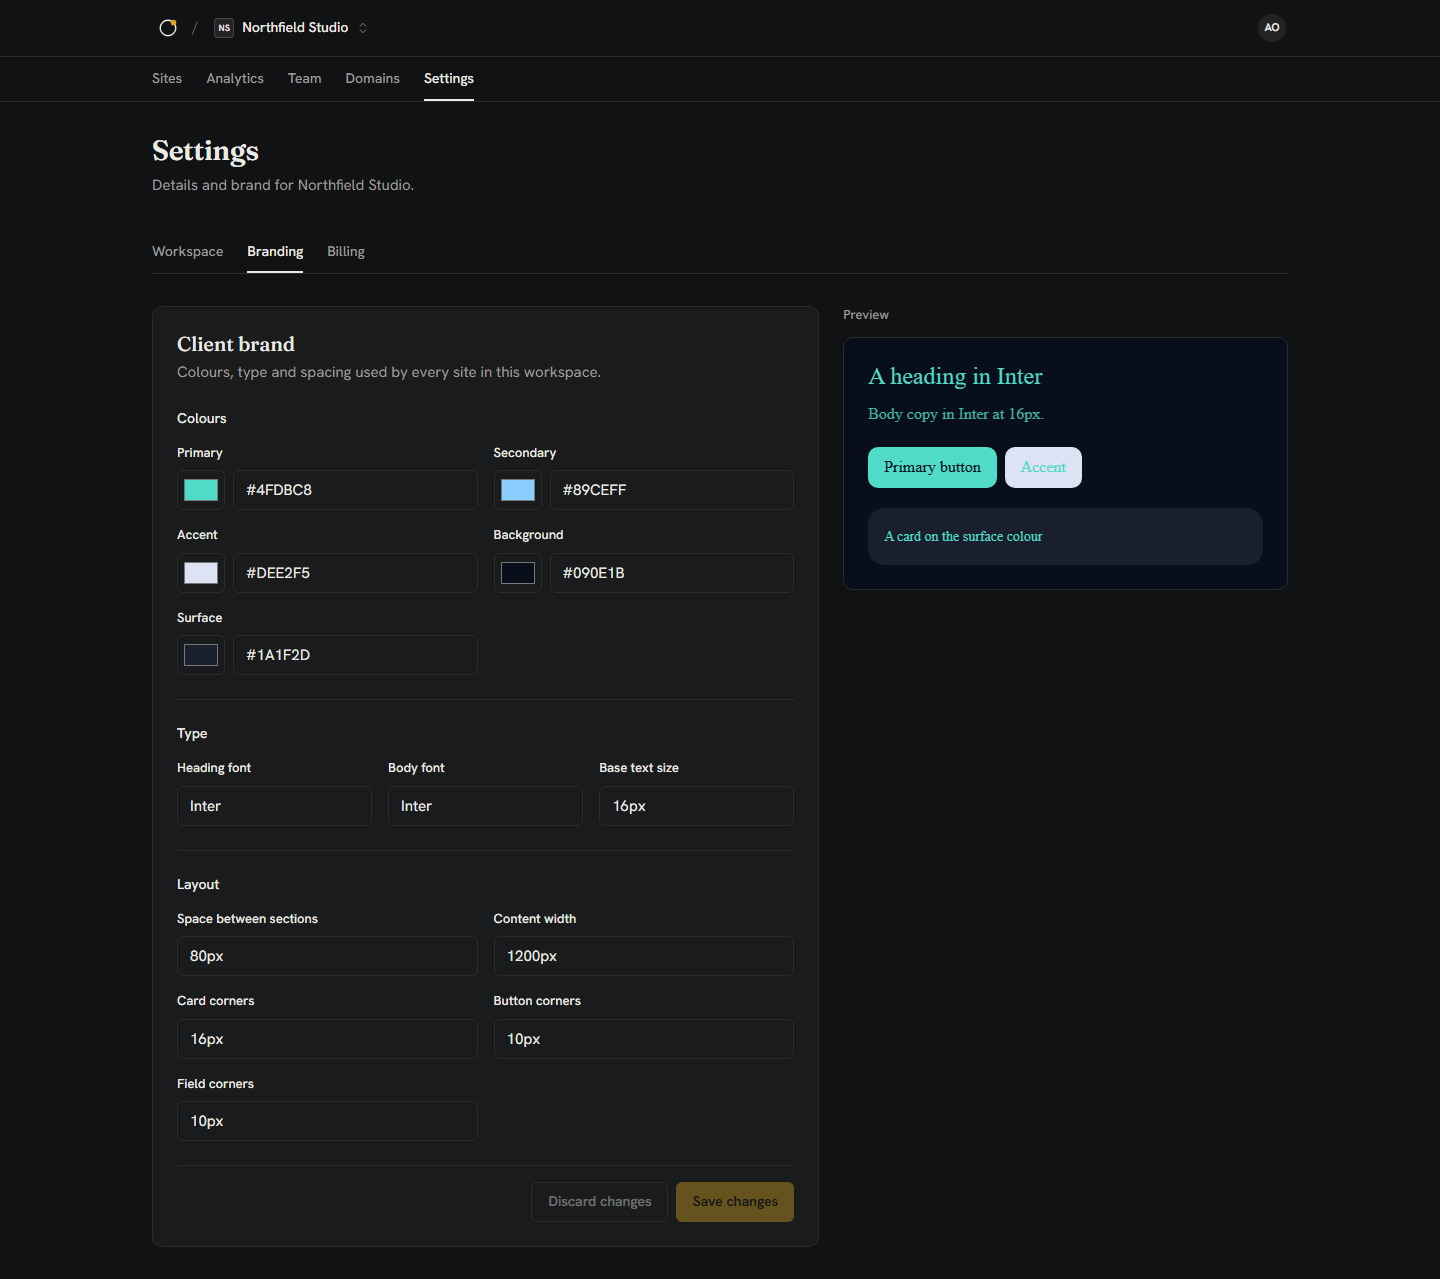 / NS Northfield Studio AO
Sites Analytics Team Domains Settings
Settings
Details and brand for Northfield Studio.
Workspace Branding Billing
Client brand
Colours, type and spacing used by every site in this workspace.
Colours
Primary Secondary
#4FDBC8 #89CEFF
Accent Background
#DEE2F5 #090E1B
Surface
#1A1F2D
Type
Heading font Body font Base text size
Inter Inter 16px
Layout
Space between sections Content width
80px 1200px
Card corners Button corners
16px 10px
Field corners
10px
Discard changes Save changes
Preview
A heading in Inter
Body copy in Inter at 16px.
Primary button Accent
A card on the surface colour